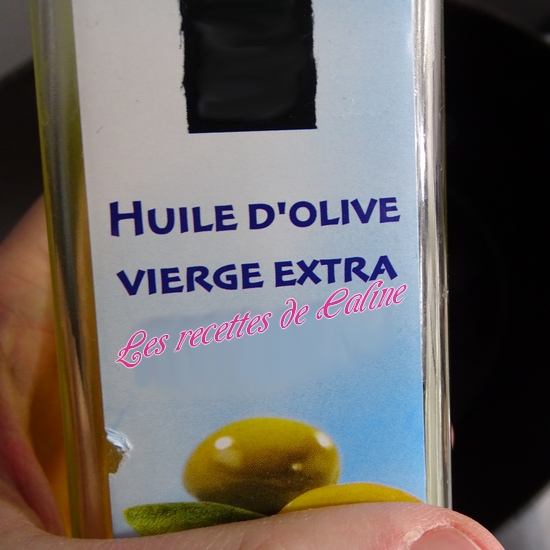 HUILE D'OLIVE
VIERGE EXTRA
Les recettes de Caline